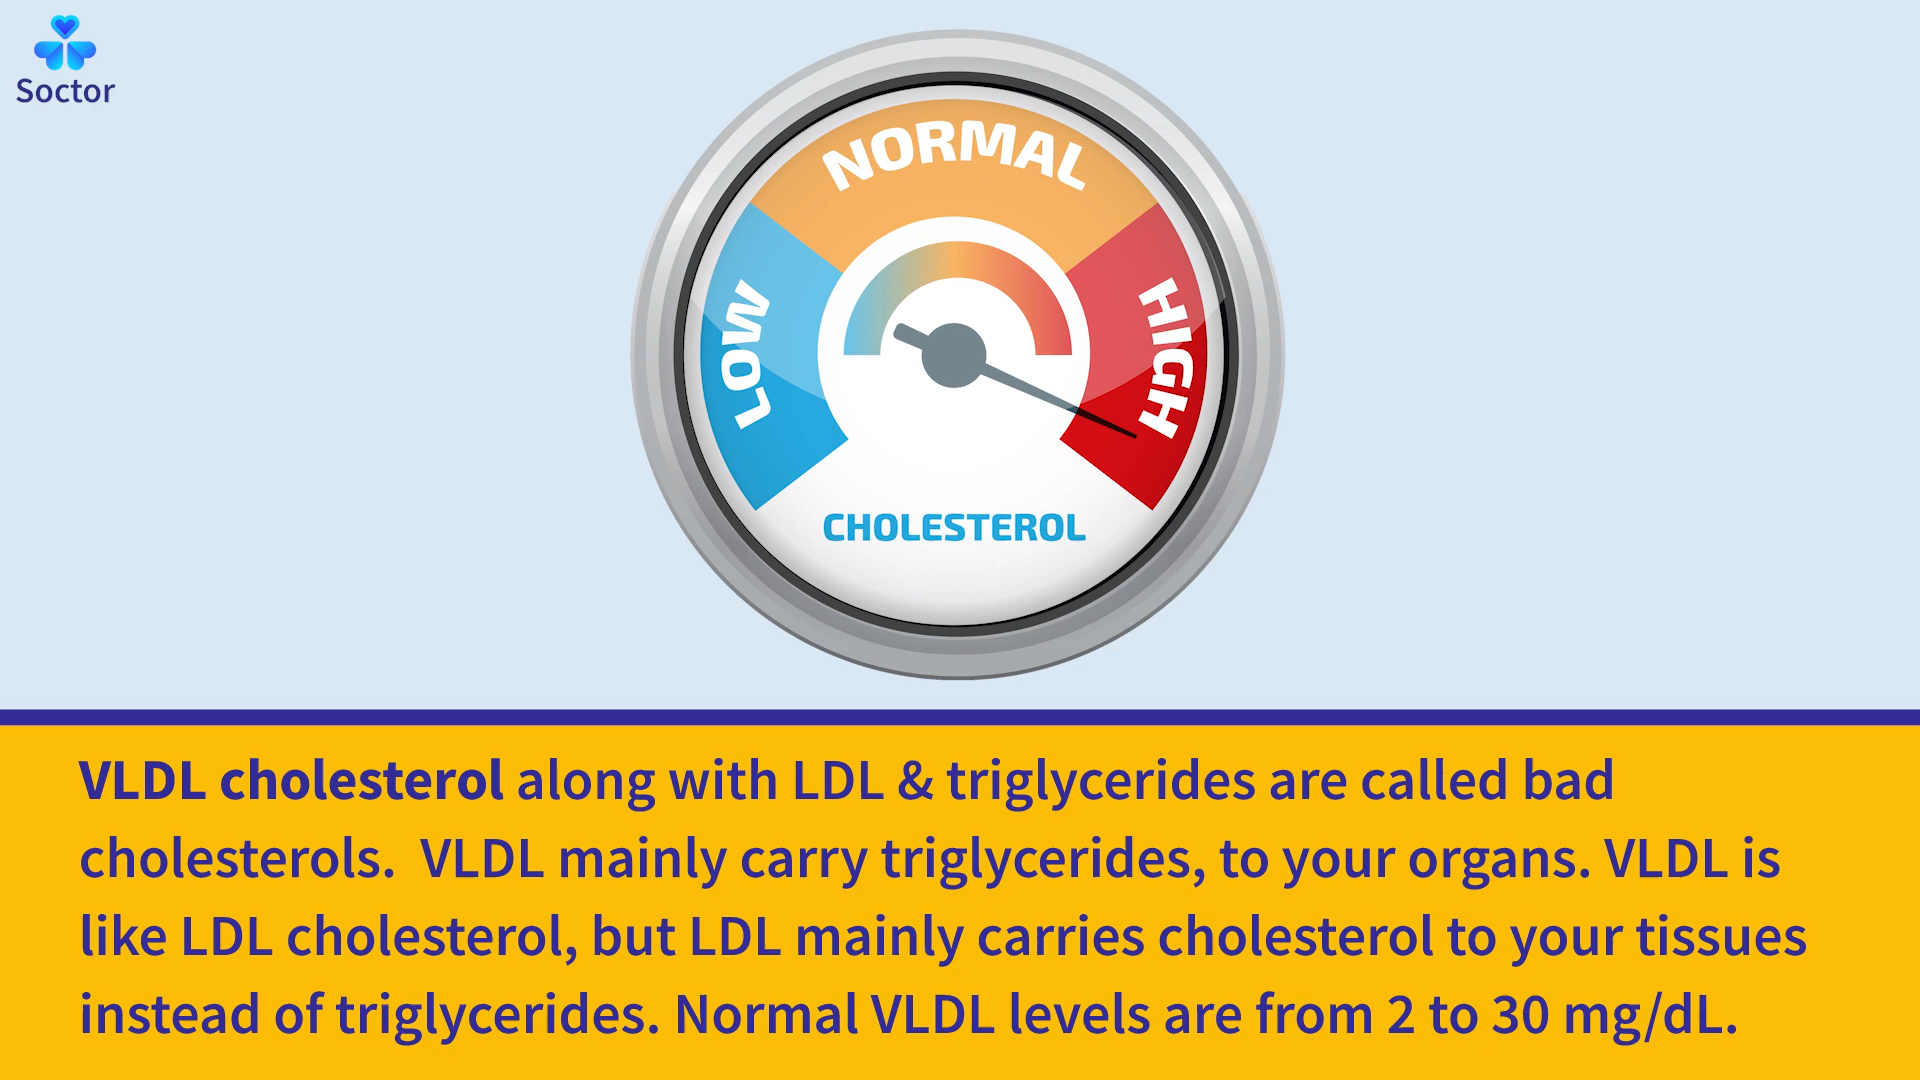 Soctor
NORMAL
LOW
HIGH
CHOLESTEROL
VLDL cholesterol along with LDL & triglycerides are called bad
cholesterols.  VLDL mainly carry triglycerides, to your organs. VLDL is
like LDL cholesterol, but LDL mainly carries cholesterol to your tissues
instead of triglycerides. Normal VLDL levels are from 2 to 30 mg/dL.